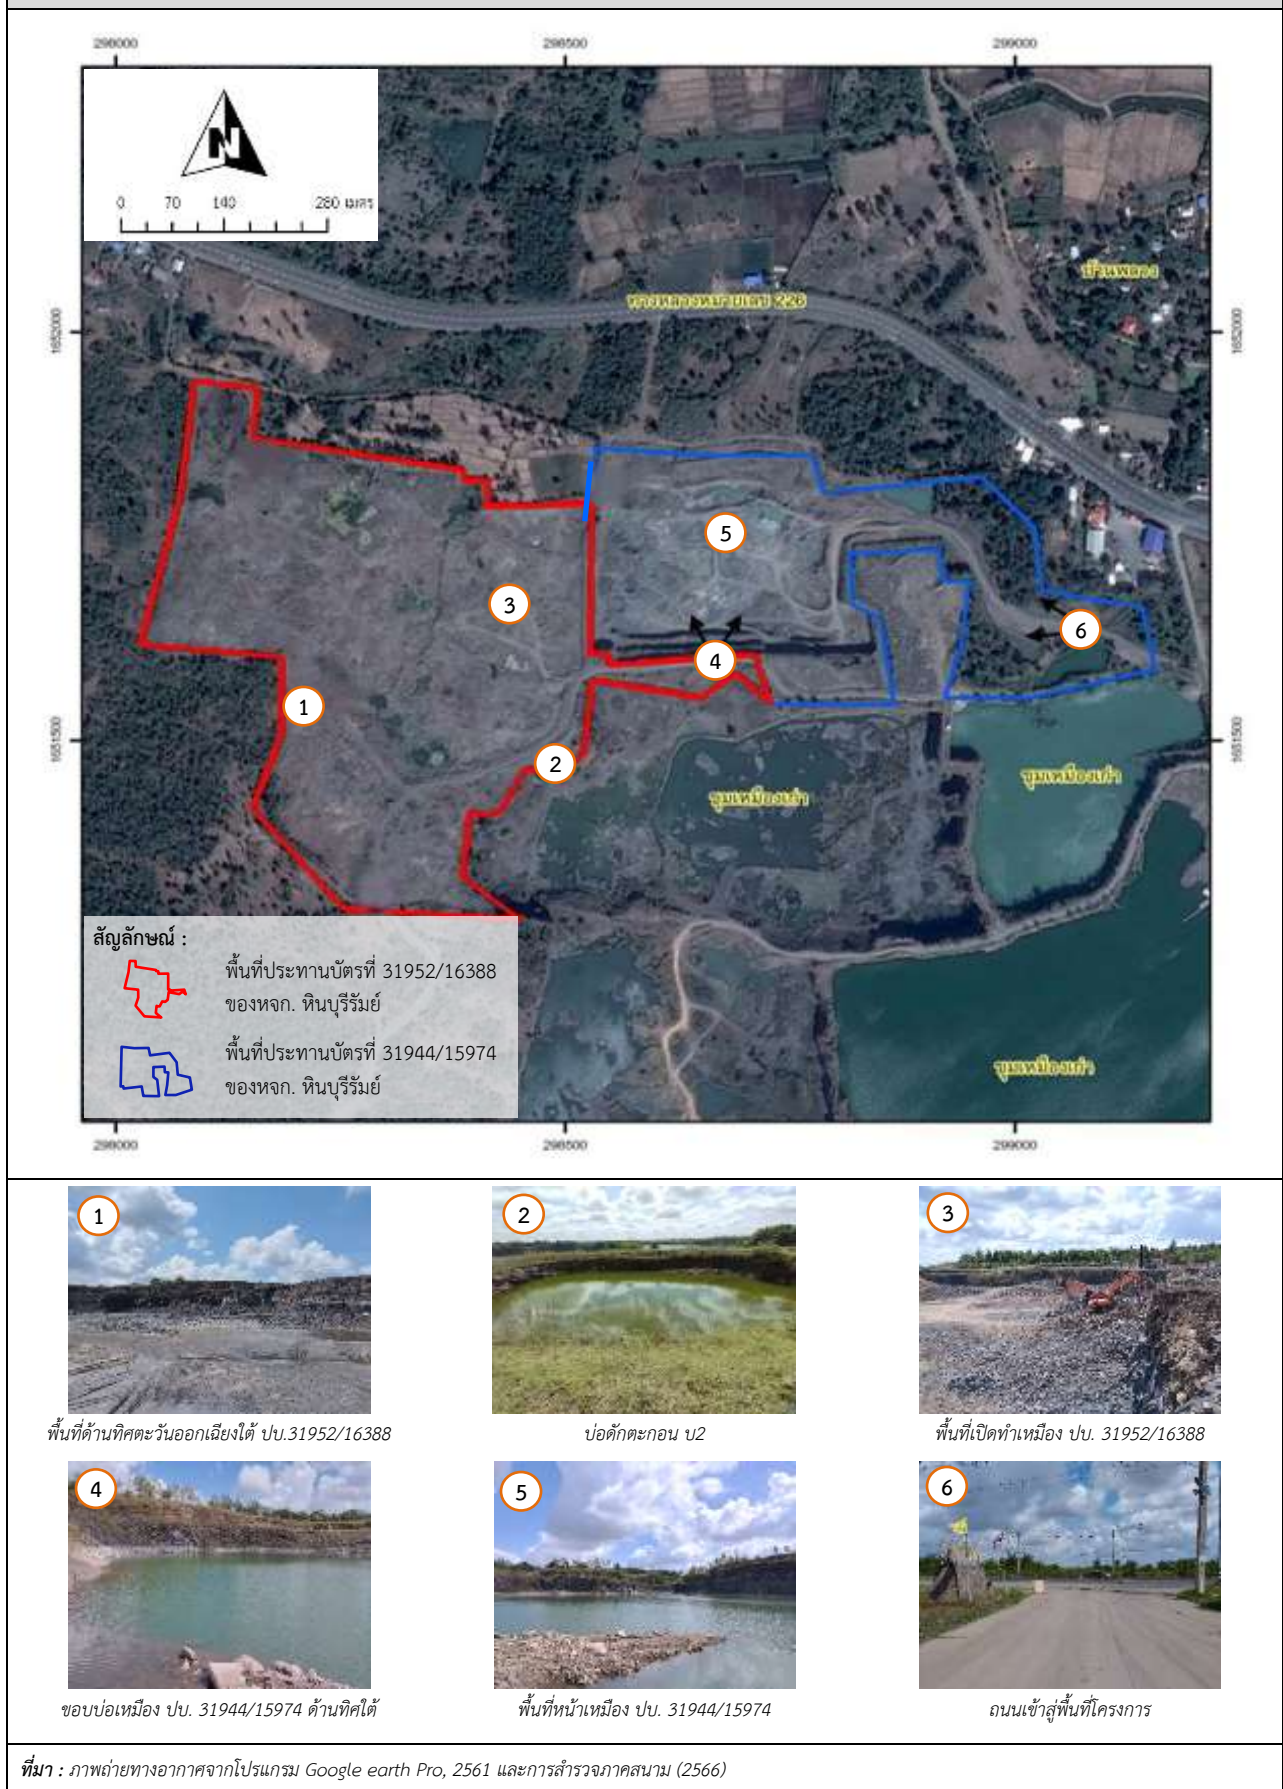 298000 298500 299000
N
0 70 140 280 เมตร
บ้านพลวง
ทางหลวงหมายเลข 226
1652000 1652000
5
3
6
4
1
2
1651500 1651500
ขุมเหมืองเก่า
ขุมเหมืองเก่า
ขุมเหมืองเก่า
สัญลักษณ์ :
พื้นที่ประทานบัตรที่ 31952/16388
ของหจก. หินบุรีรัมย์
พื้นที่ประทานบัตรที่ 31944/15974
ของหจก. หินบุรีรัมย์
298000 298500 299000
1 2 3
พื้นที่ด้านทิศตะวันออกเฉียงใต้ ปบ.31952/16388
บ่อดักตะกอน บ2
พื้นที่เปิดทำเหมือง ปบ. 31952/16388
4 5 6
ขอบบ่อเหมือง ปบ. 31944/15974 ด้านทิศใต้
พื้นที่หน้าเหมือง ปบ. 31944/15974
ถนนเข้าสู่พื้นที่โครงการ
ที่มา : ภาพถ่ายทางอากาศจากโปรแกรม Google earth Pro, 2561 และการสำรวจภาคสนาม (2566)